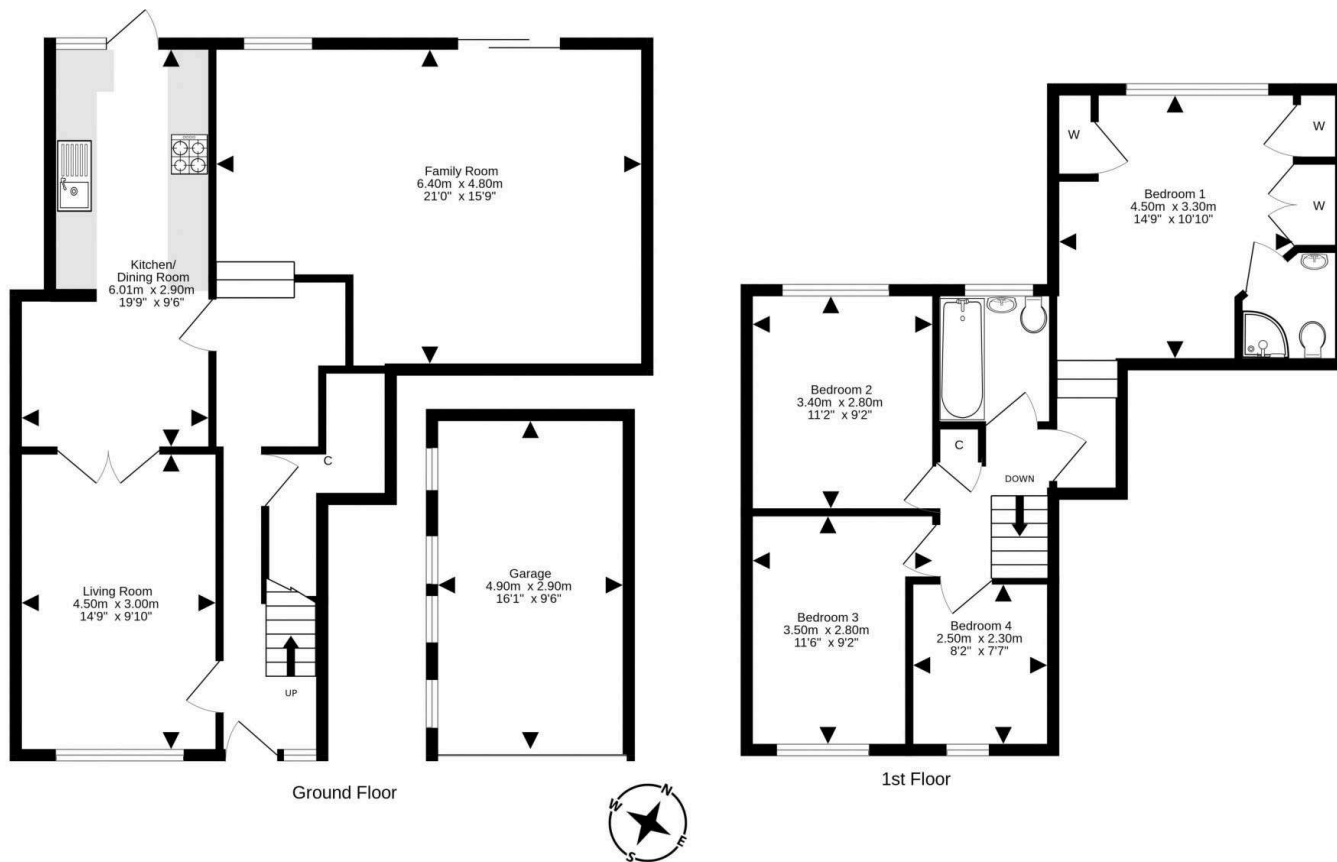 Kitchen/
Dining Room
6.01m x 2.90m
19'9" x 9'6"
Family Room
6.40m x 4.80m
21'0" x 15'9"
C
Living Room
4.50m x 3.00m
14'9" x 9'10"
UP
Garage
4.90m x 2.90m
16'1" x 9'6"
Ground Floor
W
W
W
Bedroom 1
4.50m x 3.30m
14'9" x 10'10"
Bedroom 2
3.40m x 2.80m
11'2" x 9'2"
C
DOWN
Bedroom 3
3.50m x 2.80m
11'6" x 9'2"
Bedroom 4
2.50m x 2.30m
8'2" x 7'7"
1st Floor
N
W
E
S